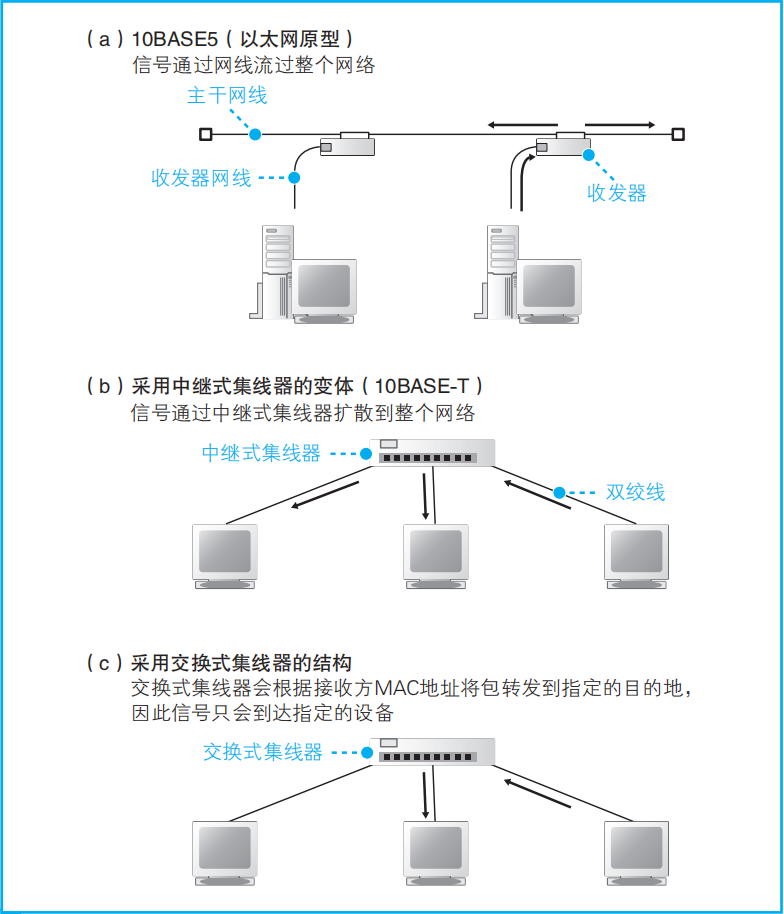 （a）10BASE5（以太网原型）
信号通过网线流过整个网络
主干网线
收发器网线
收发器
（b）采用中继式集线器的变体（10BASE-T）
信号通过中继式集线器扩散到整个网络
中继式集线器
双绞线
（c）采用交换式集线器的结构
交换式集线器会根据接收方MAC地址将包转发到指定的目的地，
因此信号只会到达指定的设备
交换式集线器